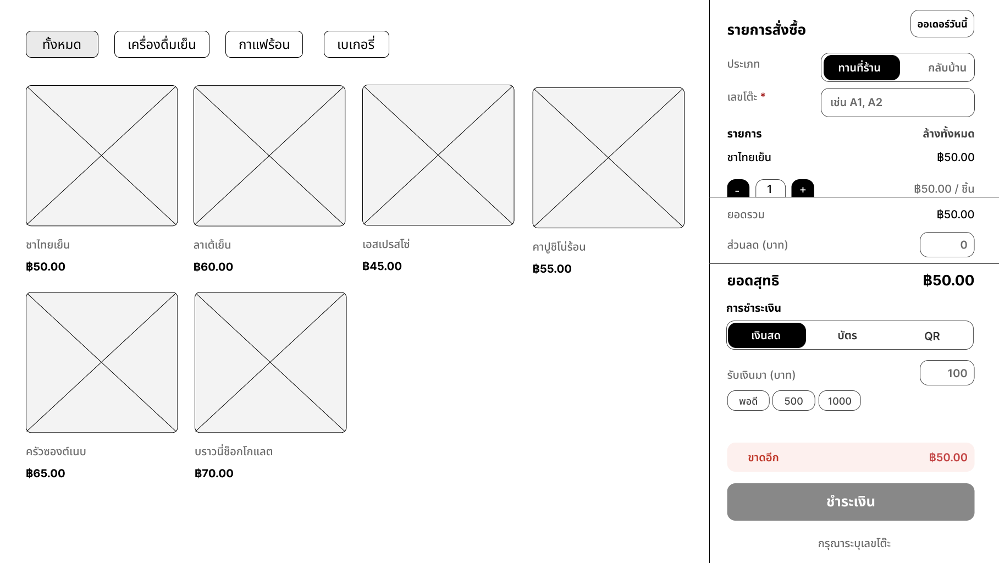 ทั้งหมด เครื่องดื่มเย็น กาแฟร้อน เบเกอรี่
ชาไทยเย็น ลาเต้เย็น เอสเปรสโซ่ คาปูชิโน่ร้อน
฿50.00 ฿60.00 ฿45.00 ฿55.00
ครัวซองต์เนบ บราวนี่ช็อกโกแลต
฿65.00 ฿70.00
รายการสั่งซื้อ ออเดอร์วันนี้
ประเภท ทานที่ร้าน กลับบ้าน
เลขโต๊ะ * เช่น A1, A2
รายการ ล้างทั้งหมด
ชาไทยเย็น ฿50.00
- 1 + ฿50.00 / ชิ้น
ยอดรวม ฿50.00
ส่วนลด (บาท) 0
ยอดสุทธิ ฿50.00
การชำระเงิน
เงินสด บัตร QR
รับเงินมา (บาท) 100
พอดี 500 1000
ขาดอีก ฿50.00
ชำระเงิน
กรุณาระบุเลขโต๊ะ